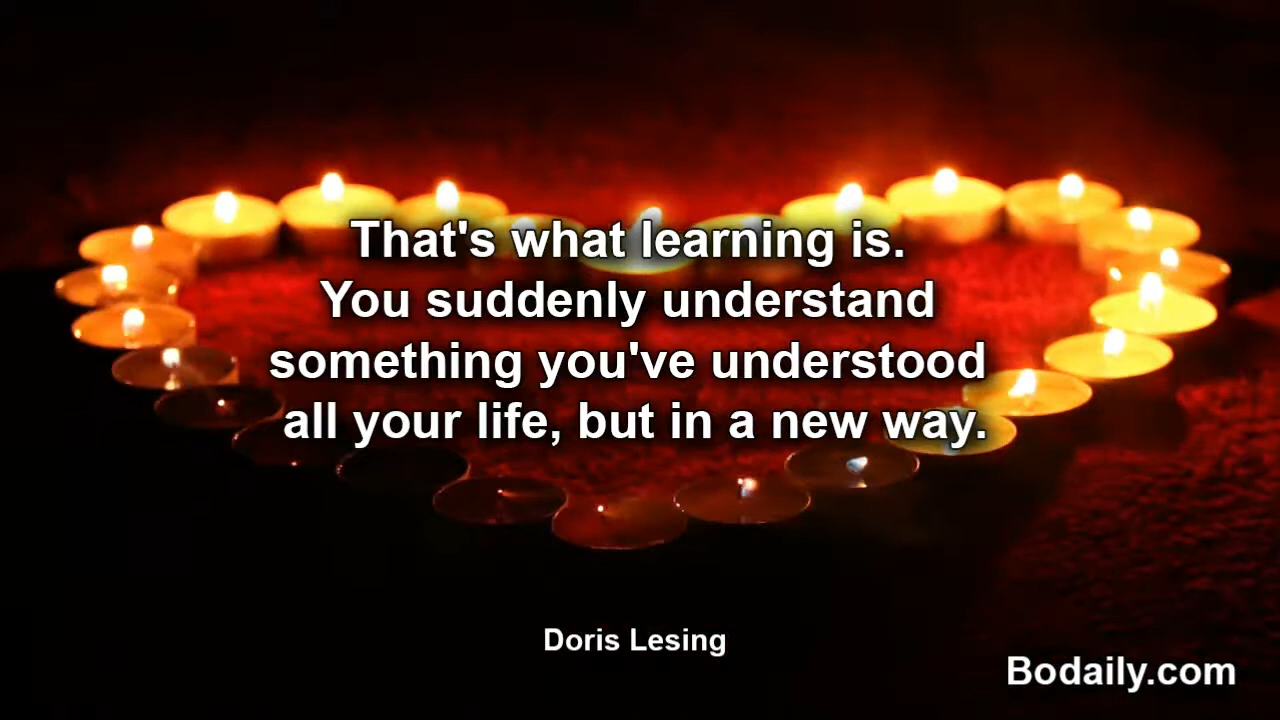 That's what learning is.
You suddenly understand
something you've understood
all your life, but in a new way.
Doris Lesing
Bodaily.com